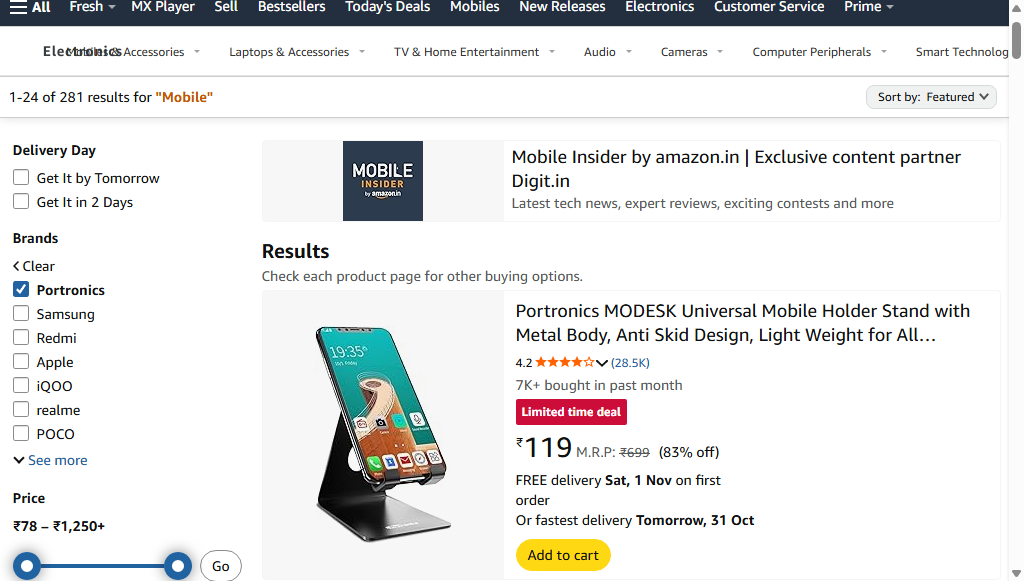 All Fresh MX Player Sell Bestsellers Today's Deals Mobiles New Releases Electronics Customer Service Prime
Electronics Mobiles & Accessories Laptops & Accessories TV & Home Entertainment Audio Cameras Computer Peripherals Smart Technolog
1-24 of 281 results for "Mobile"
Sort by: Featured
Delivery Day
Get It by Tomorrow
Get It in 2 Days
Brands
Clear
Portronics
Samsung
Redmi
Apple
iQOO
realme
POCO
See more
Price
₹78 – ₹1,250+
Go
MOBILE
INSIDER
by amazon.in
Mobile Insider by amazon.in | Exclusive content partner
Digit.in
Latest tech news, expert reviews, exciting contests and more
Results
Check each product page for other buying options.
19:35
Portronics MODESK Universal Mobile Holder Stand with
Metal Body, Anti Skid Design, Light Weight for All…
4.2 (28.5K)
7K+ bought in past month
Limited time deal
₹119 M.R.P: ₹699 (83% off)
FREE delivery Sat, 1 Nov on first
order
Or fastest delivery Tomorrow, 31 Oct
Add to cart